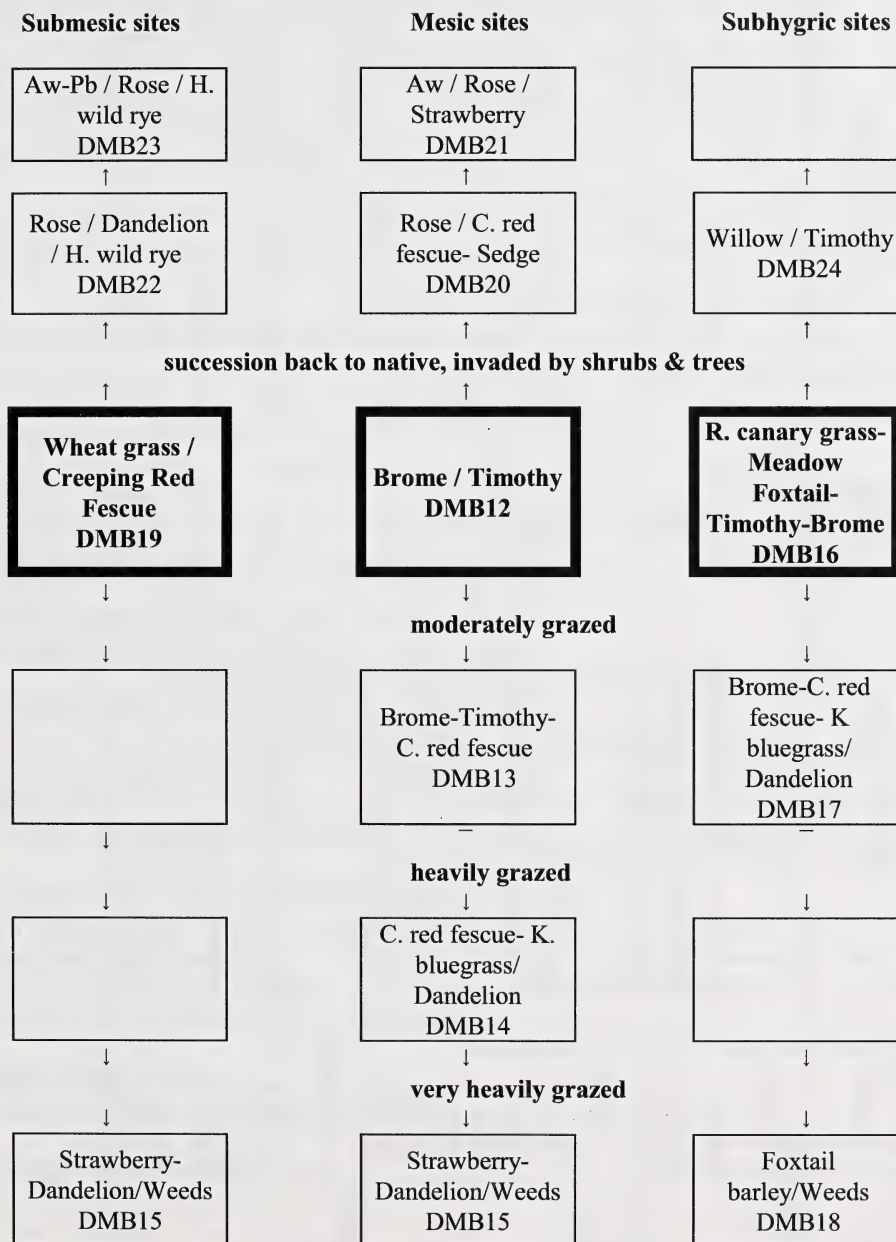 Submesic sites
Mesic sites
Subhygric sites
Aw-Pb / Rose / H.
wild rye
DMB23
Aw / Rose /
Strawberry
DMB21
↑ ↑ ↑
Rose / Dandelion
/ H. wild rye
DMB22
Rose / C. red
fescue- Sedge
DMB20
Willow / Timothy
DMB24
↑ ↑ ↑
succession back to native, invaded by shrubs & trees
↑ ↑ ↑
Wheat grass /
Creeping Red
Fescue
DMB19
Brome / Timothy
DMB12
R. canary grass-
Meadow
Foxtail-
Timothy-Brome
DMB16
↓ ↓ ↓
moderately grazed
↓ ↓ ↓
Brome-Timothy-
C. red fescue
DMB13
Brome-C. red
fescue- K
bluegrass/
Dandelion
DMB17
↓ – –
heavily grazed
↓ ↓ ↓
C. red fescue- K.
bluegrass/
Dandelion
DMB14
↓ ↓ ↓
very heavily grazed
↓ ↓ ↓
Strawberry-
Dandelion/Weeds
DMB15
Strawberry-
Dandelion/Weeds
DMB15
Foxtail
barley/Weeds
DMB18